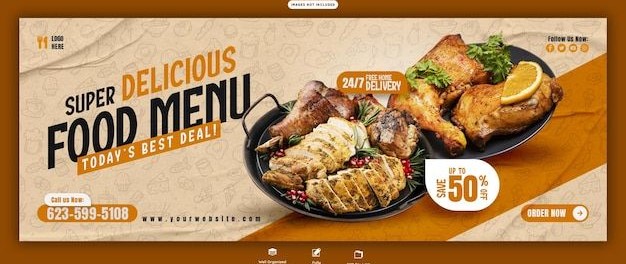 IMAGES NOT INCLUDED
LOGO
HERE
SUPER DELICIOUS
FOOD MENU
TODAY'S BEST DEAL!
Call us Now:
623-599-5108
www.yourwebsite.com
24/7 FREE HOME
DELIVERY
Follow Us Now:
SAVE UP TO
50% OFF
ORDER NOW
Well Organized
Fully